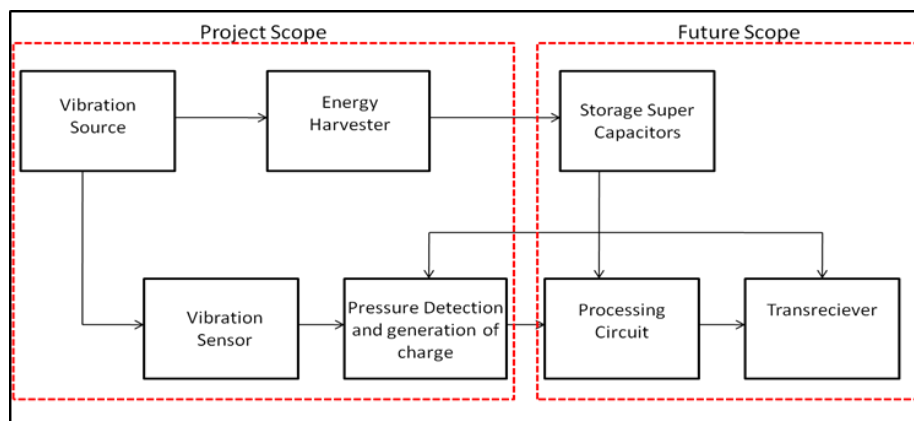 Project Scope
Future Scope
Vibration
Source
Energy
Harvester
Storage Super
Capacitors
Vibration
Sensor
Pressure Detection
and generation of
charge
Processing
Circuit
Transreciever